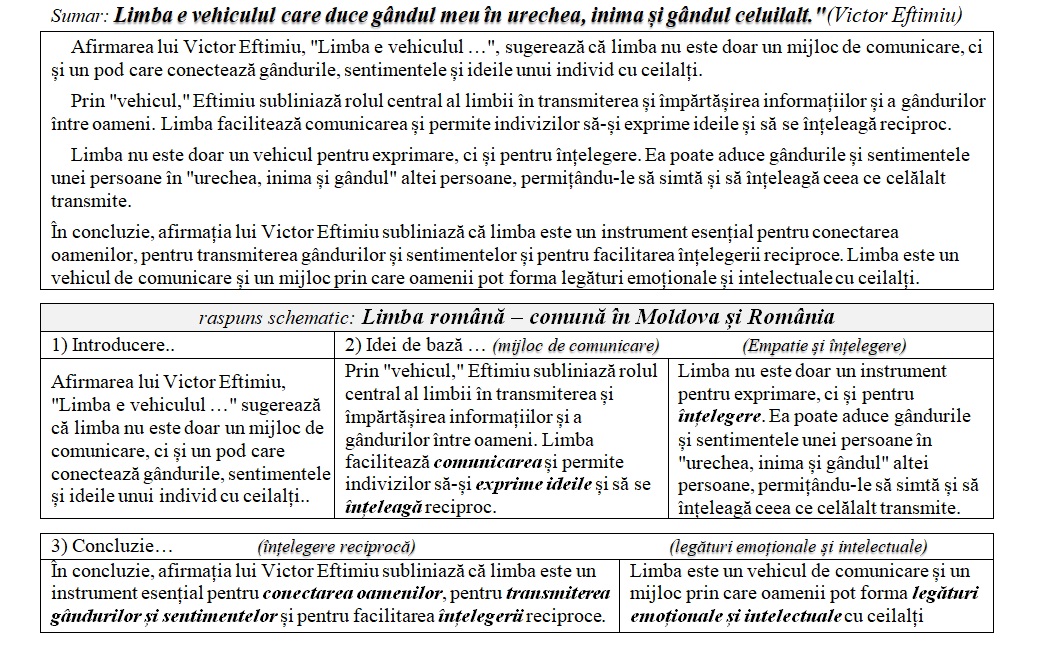 Sumar: Limba e vehiculul care duce gândul meu în urechea, inima și gândul celuilalt."(Victor Eftimiu)
Afirmarea lui Victor Eftimiu, "Limba e vehiculul …", sugerează că limba nu este doar un mijloc de comunicare, ci
și un pod care conectează gândurile, sentimentele și ideile unui individ cu ceilalți.
Prin "vehicul," Eftimiu subliniază rolul central al limbii în transmiterea și împărtășirea informațiilor și a gândurilor
între oameni. Limba facilitează comunicarea și permite indivizilor să-și exprime ideile și să se înțeleagă reciproc.
Limba nu este doar un vehicul pentru exprimare, ci și pentru înțelegere. Ea poate aduce gândurile și sentimentele
unei persoane în "urechea, inima și gândul" altei persoane, permițându-le să simtă și să înțeleagă ceea ce celălalt
transmite.
În concluzie, afirmația lui Victor Eftimiu subliniază că limba este un instrument esențial pentru conectarea
oamenilor, pentru transmiterea gândurilor și sentimentelor și pentru facilitarea înțelegerii reciproce. Limba este un
vehicul de comunicare și un mijloc prin care oamenii pot forma legături emoționale și intelectuale cu ceilalți.
raspuns schematic: Limba română – comună în Moldova și România
1) Introducere..
Afirmarea lui Victor Eftimiu,
"Limba e vehiculul …" sugerează
că limba nu este doar un mijloc de
comunicare, ci și un pod care
conectează gândurile, sentimentele
și ideile unui individ cu ceilalți..
2) Idei de bază … (mijloc de comunicare) (Empatie și înțelegere)
Prin "vehicul," Eftimiu subliniază rolul
central al limbii în transmiterea și
împărtășirea informațiilor și a
gândurilor între oameni. Limba
facilitează comunicarea și permite
indivizilor să-și exprime ideile și să se
înțeleagă reciproc.
Limba nu este doar un instrument
pentru exprimare, ci și pentru
înțelegere. Ea poate aduce gândurile
și sentimentele unei persoane în
"urechea, inima și gândul" altei
persoane, permițându-le să simtă și să
înțeleagă ceea ce celălalt transmite.
3) Concluzie… (înțelegere reciprocă) (legături emoționale și intelectuale)
În concluzie, afirmația lui Victor Eftimiu subliniază că limba este un
instrument esențial pentru conectarea oamenilor, pentru transmiterea
gândurilor și sentimentelor și pentru facilitarea înțelegerii reciproce.
Limba este un vehicul de comunicare și un
mijloc prin care oamenii pot forma legături
emoționale și intelectuale cu ceilalți